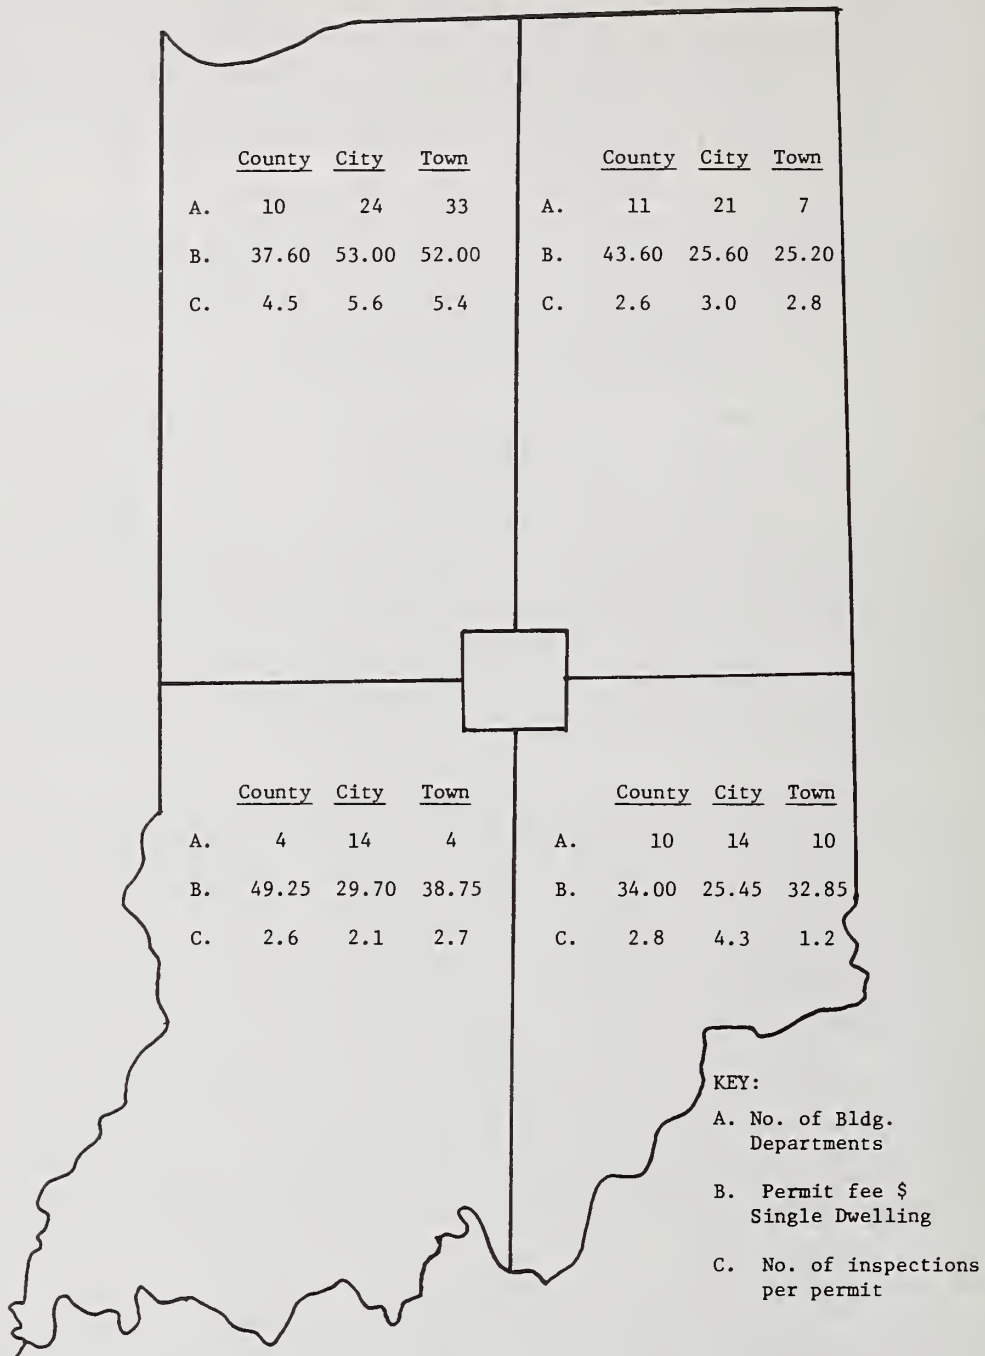 County City Town
A. 10 24 33
B. 37.60 53.00 52.00
C. 4.5 5.6 5.4
County City Town
A. 11 21 7
B. 43.60 25.60 25.20
C. 2.6 3.0 2.8
County City Town
A. 4 14 4
B. 49.25 29.70 38.75
C. 2.6 2.1 2.7
County City Town
A. 10 14 10
B. 34.00 25.45 32.85
C. 2.8 4.3 1.2
KEY:
A. No. of Bldg.
Departments
B. Permit fee $
Single Dwelling
C. No. of inspections
per permit